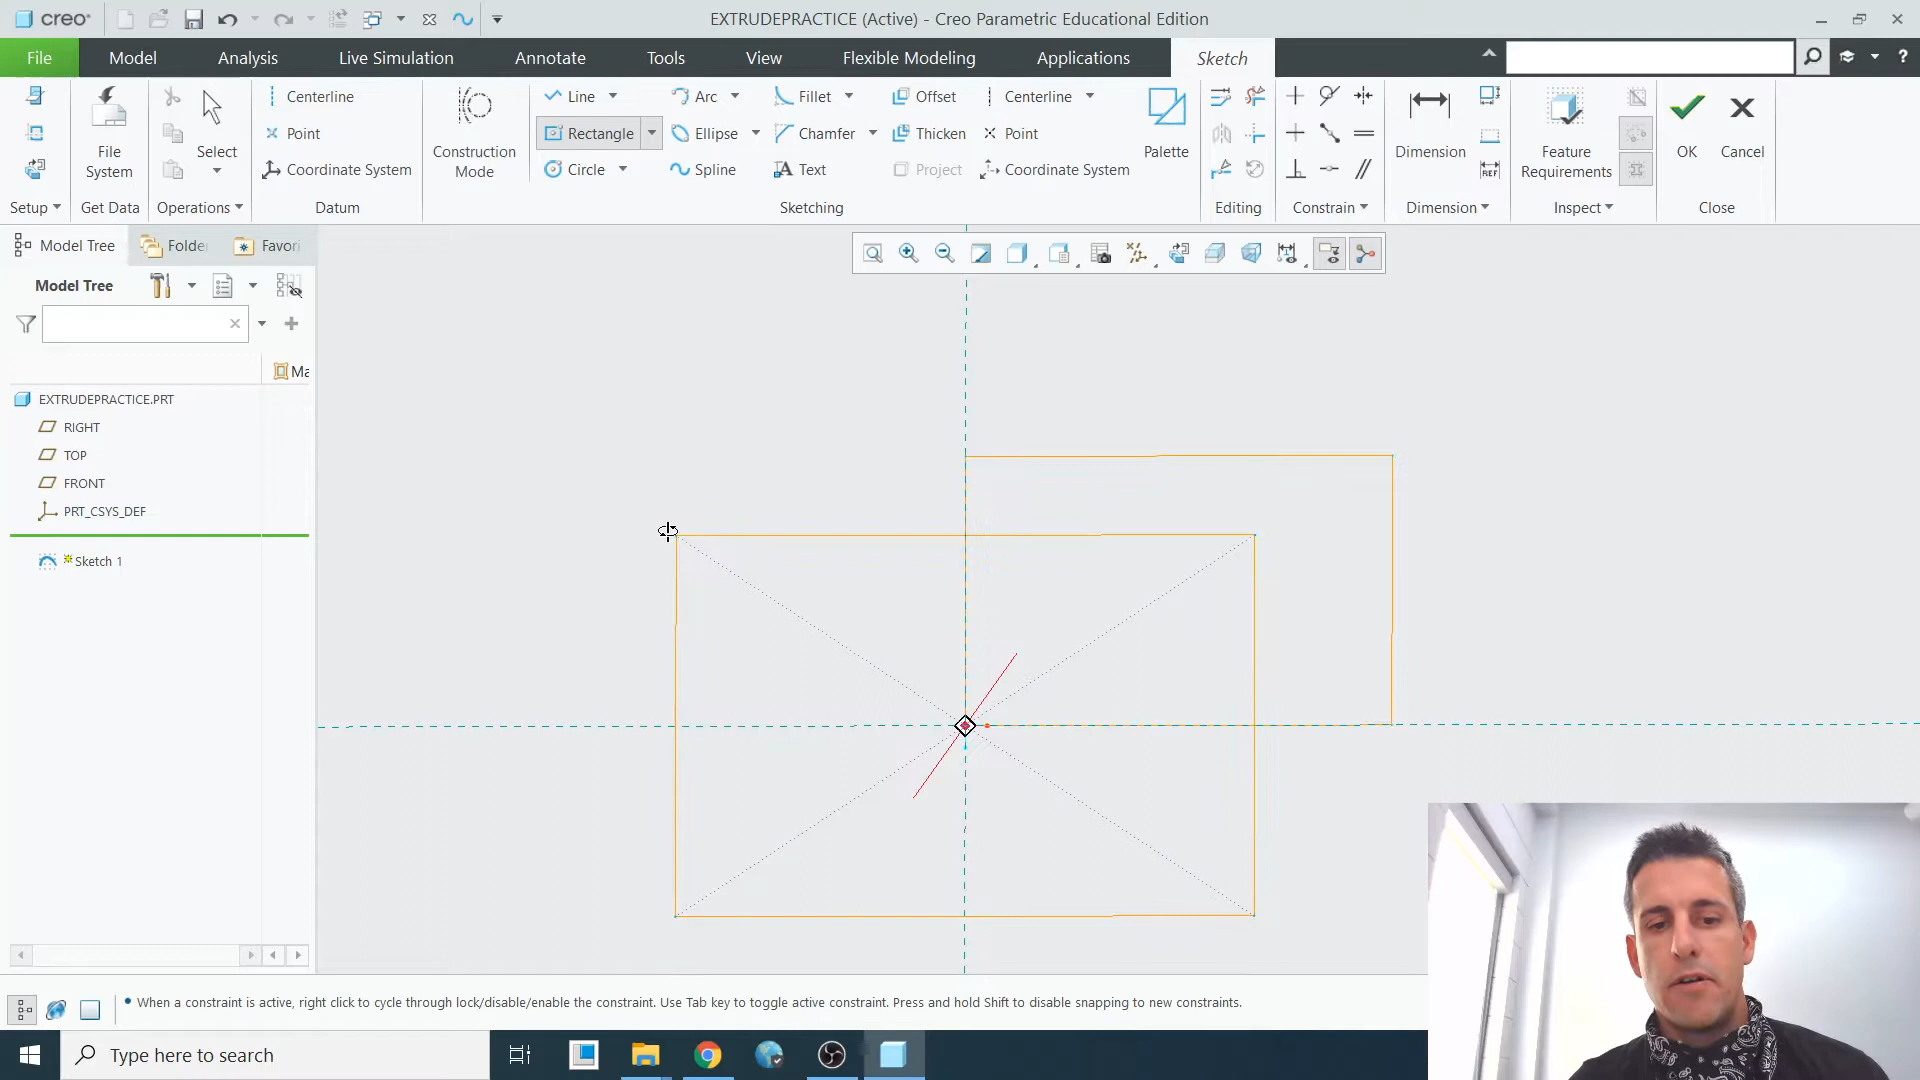 creo
EXTRUDEPRACTICE (Active) - Creo Parametric Educational Edition
File
Model
Analysis
Live Simulation
Annotate
Tools
View
Flexible Modeling
Applications
Sketch
?
File System
Select
Centerline
Point
Coordinate System
Construction Mode
Line
Rectangle
Circle
Arc
Ellipse
Spline
Fillet
Chamfer
Text
Offset
Thicken
Project
Centerline
Point
Coordinate System
Palette
Dimension
REF
Feature Requirements
OK
Cancel
Setup
Get Data
Operations
Datum
Sketching
Editing
Constrain
Dimension
Inspect
Close
Model Tree
Folde
Favori
Model Tree
Ma
EXTRUDEPRACTICE.PRT
RIGHT
TOP
FRONT
PRT_CSYS_DEF
Sketch 1
• When a constraint is active, right click to cycle through lock/disable/enable the constraint. Use Tab key to toggle active constraint. Press and hold Shift to disable snapping to new constraints.
Type here to search